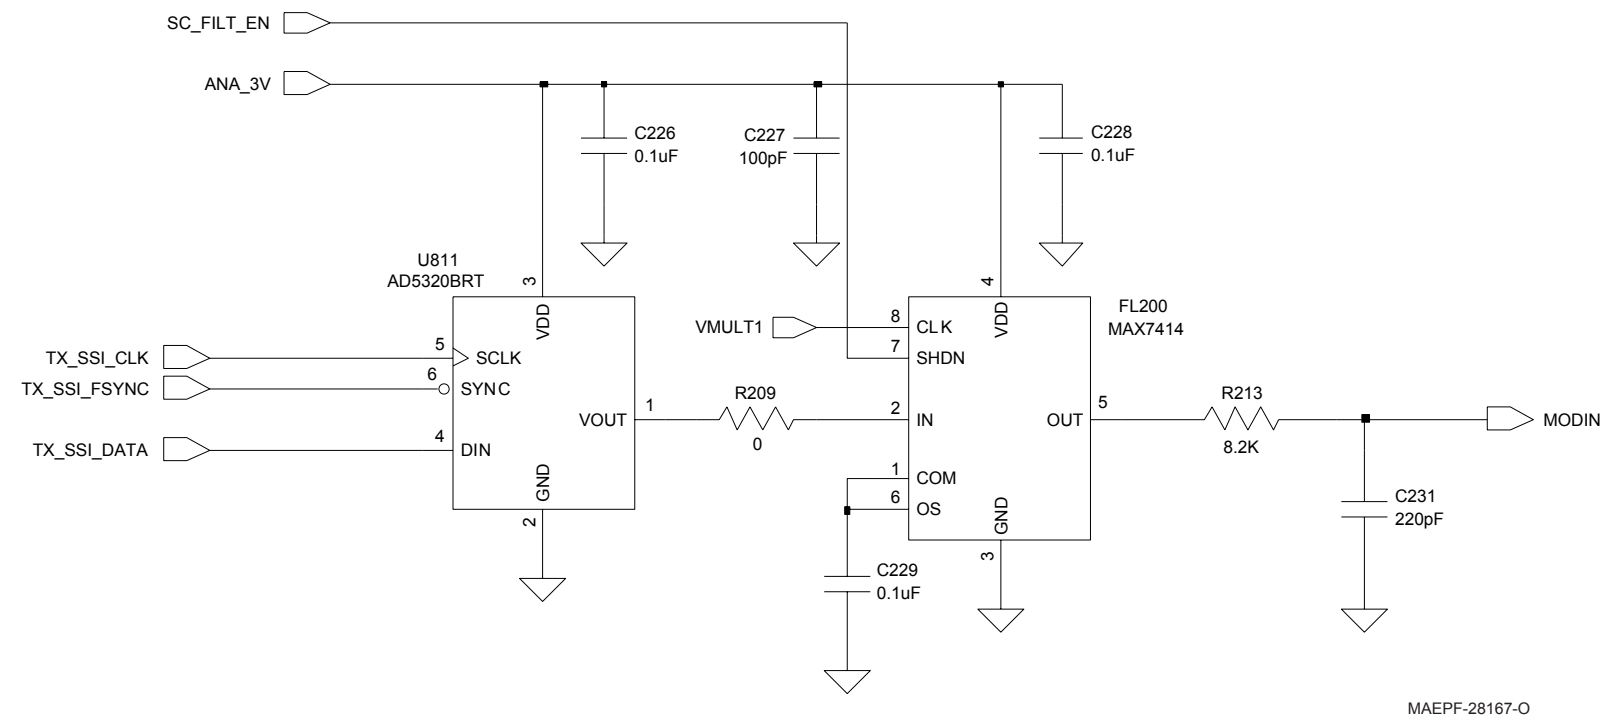 SC_FILT_EN
ANA_3V
C226
0.1uF
C227
100pF
C228
0.1uF
U811
AD5320BRT
3
VDD
TX_SSI_CLK
5
SCLK
TX_SSI_FSYNC
6
SYNC
TX_SSI_DATA
4
DIN
VOUT
1
GND
2
R209
0
VMULT1
FL200
MAX7414
4
VDD
8
CLK
7
SHDN
2
IN
1
COM
6
OS
OUT
5
GND
3
C229
0.1uF
R213
8.2K
MODIN
C231
220pF
MAEPF-28167-O